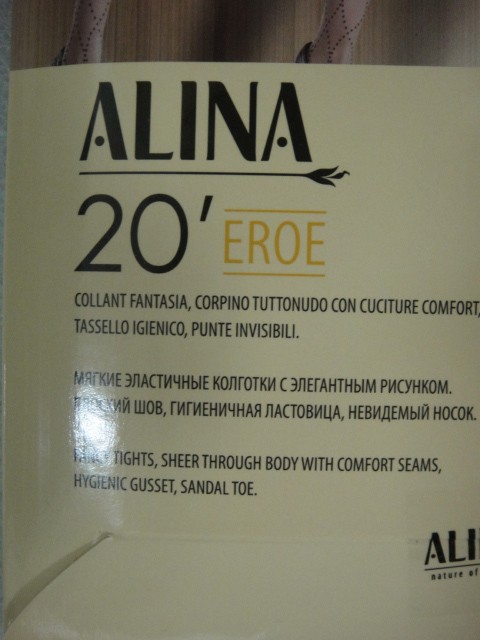 ALINA
20' EROE
COLLANT FANTASIA, CORPINO TUTTONUDO CON CUCITURE COMFORT,
TASSELLO IGIENICO, PUNTE INVISIBILI.
МЯГКИЕ ЭЛАСТИЧНЫЕ КОЛГОТКИ С ЭЛЕГАНТНЫМ РИСУНКОМ.
ПЛОСКИЙ ШОВ, ГИГИЕНИЧНАЯ ЛАСТОВИЦА, НЕВИДЕМЫЙ НОСОК.
FANCY TIGHTS, SHEER THROUGH BODY WITH COMFORT SEAMS,
HYGIENIC GUSSET, SANDAL TOE.
ALI
nature of